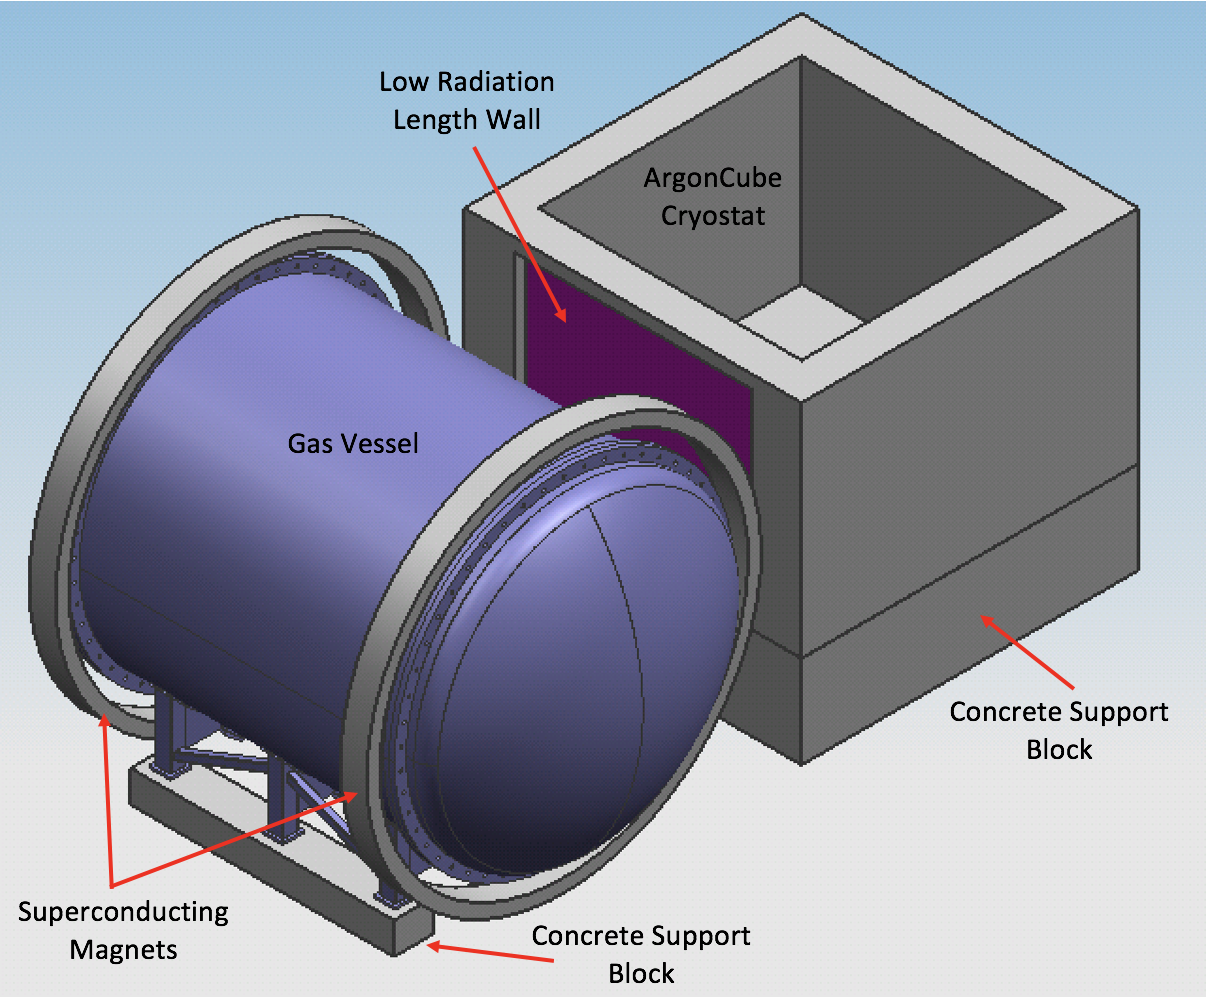 Low Radiation
Length Wall
ArgonCube
Cryostat
Gas Vessel
Concrete Support
Block
Superconducting
Magnets
Concrete Support
Block